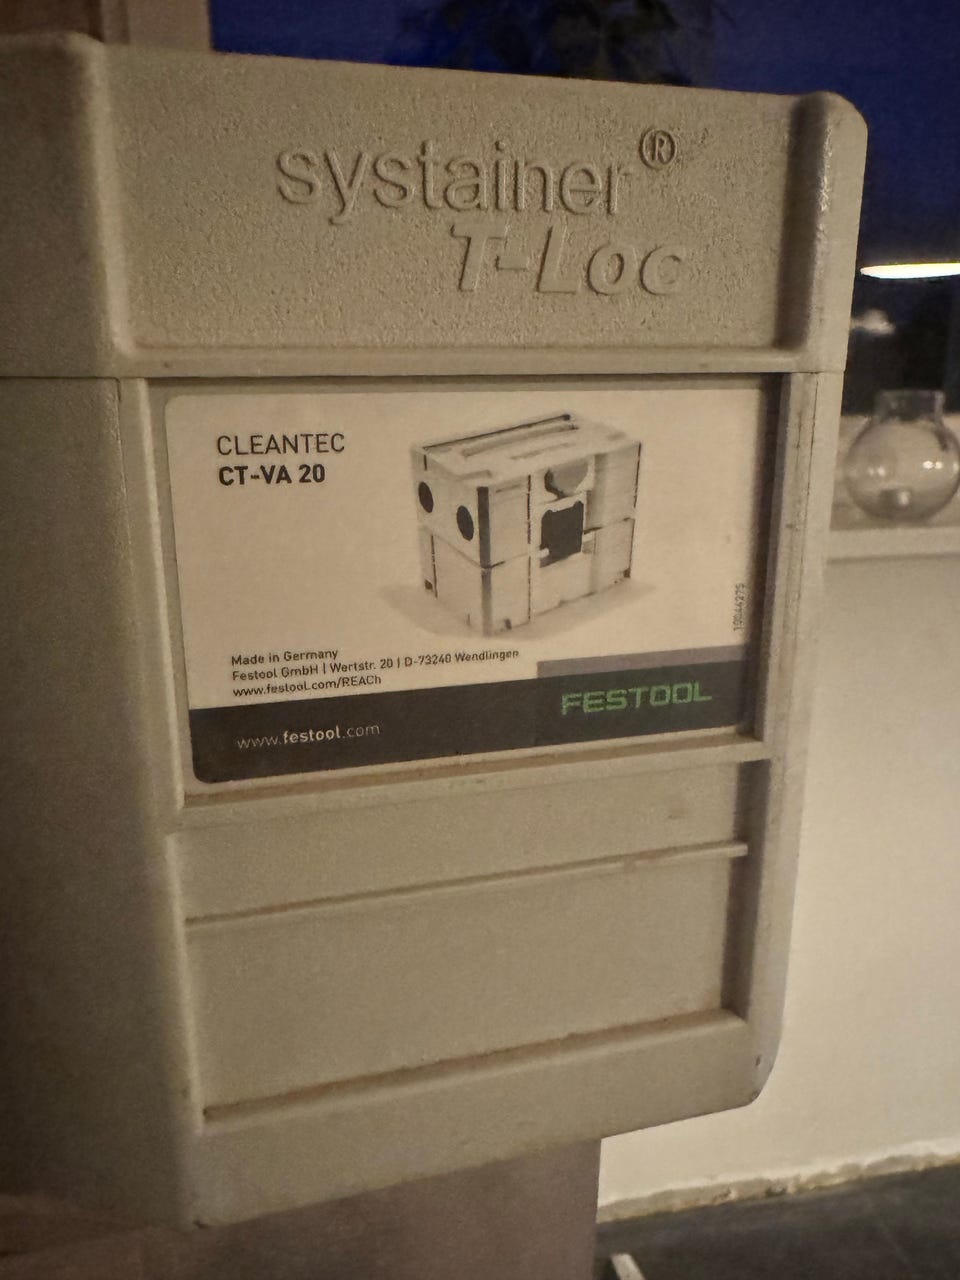 systainer®
T-Loc
CLEANTEC
CT-VA 20
Made in Germany
Festool GmbH | Wertstr. 20 | D-73240 Wendlingen
www.festool.com/REACh
FESTOOL
www.festool.com